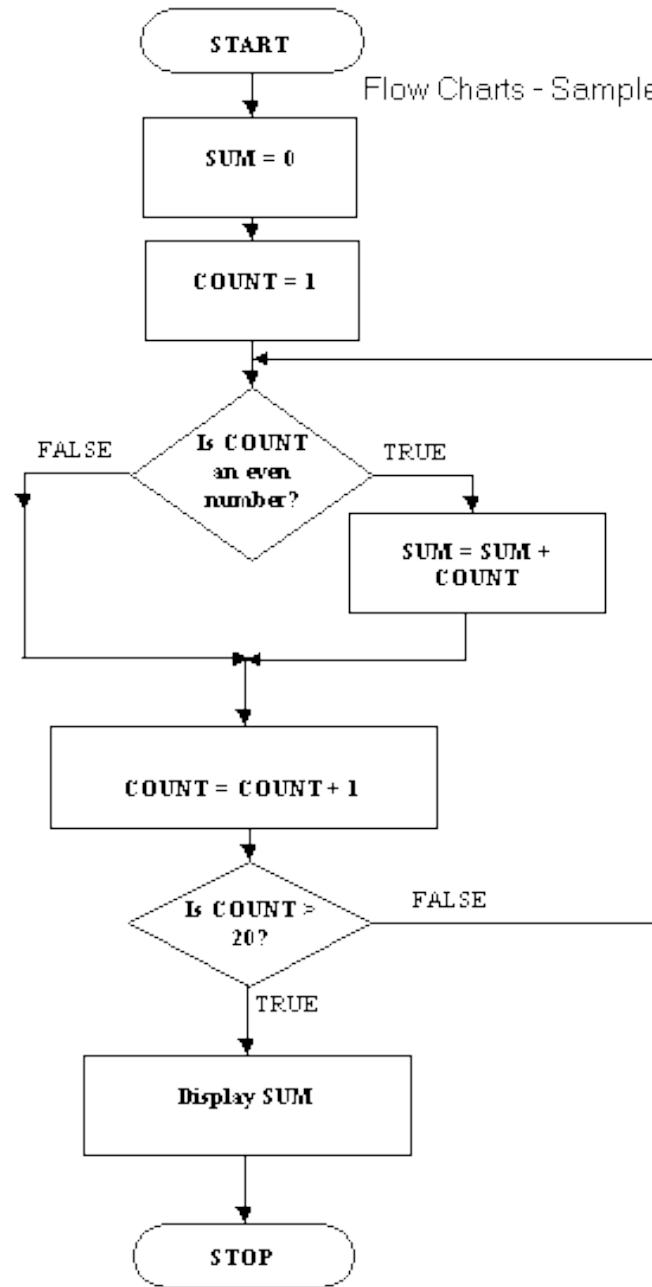 START
Flow Charts - Sample
SUM = 0
COUNT = 1
Is COUNT
an even
number?
FALSE
TRUE
SUM = SUM +
COUNT
COUNT = COUNT + 1
Is COUNT >
20?
FALSE
TRUE
Display SUM
STOP